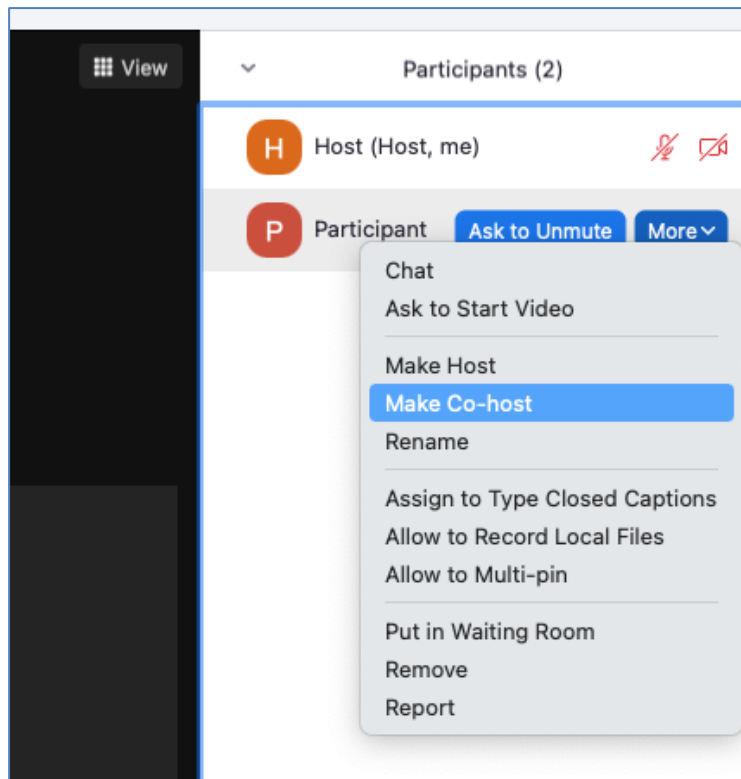 View
Participants (2)
H
Host (Host, me)
P
Participant
Ask to Unmute
More
Chat
Ask to Start Video
Make Host
Make Co-host
Rename
Assign to Type Closed Captions
Allow to Record Local Files
Allow to Multi-pin
Put in Waiting Room
Remove
Report